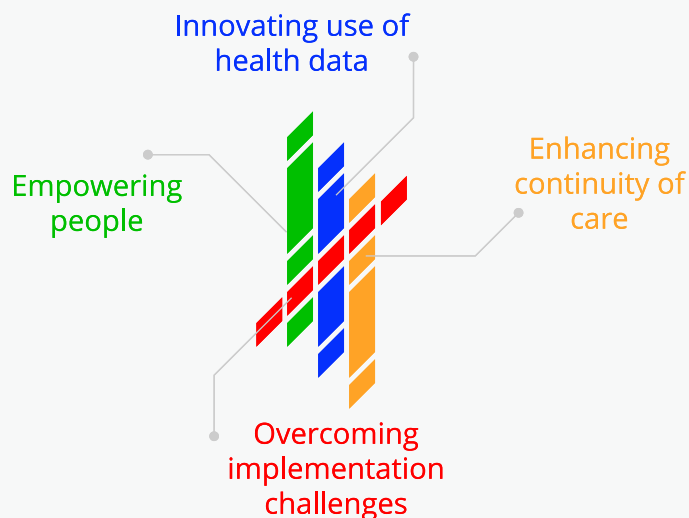 Innovating use of
health data
Empowering
people
Enhancing
continuity of
care
Overcoming
implementation
challenges